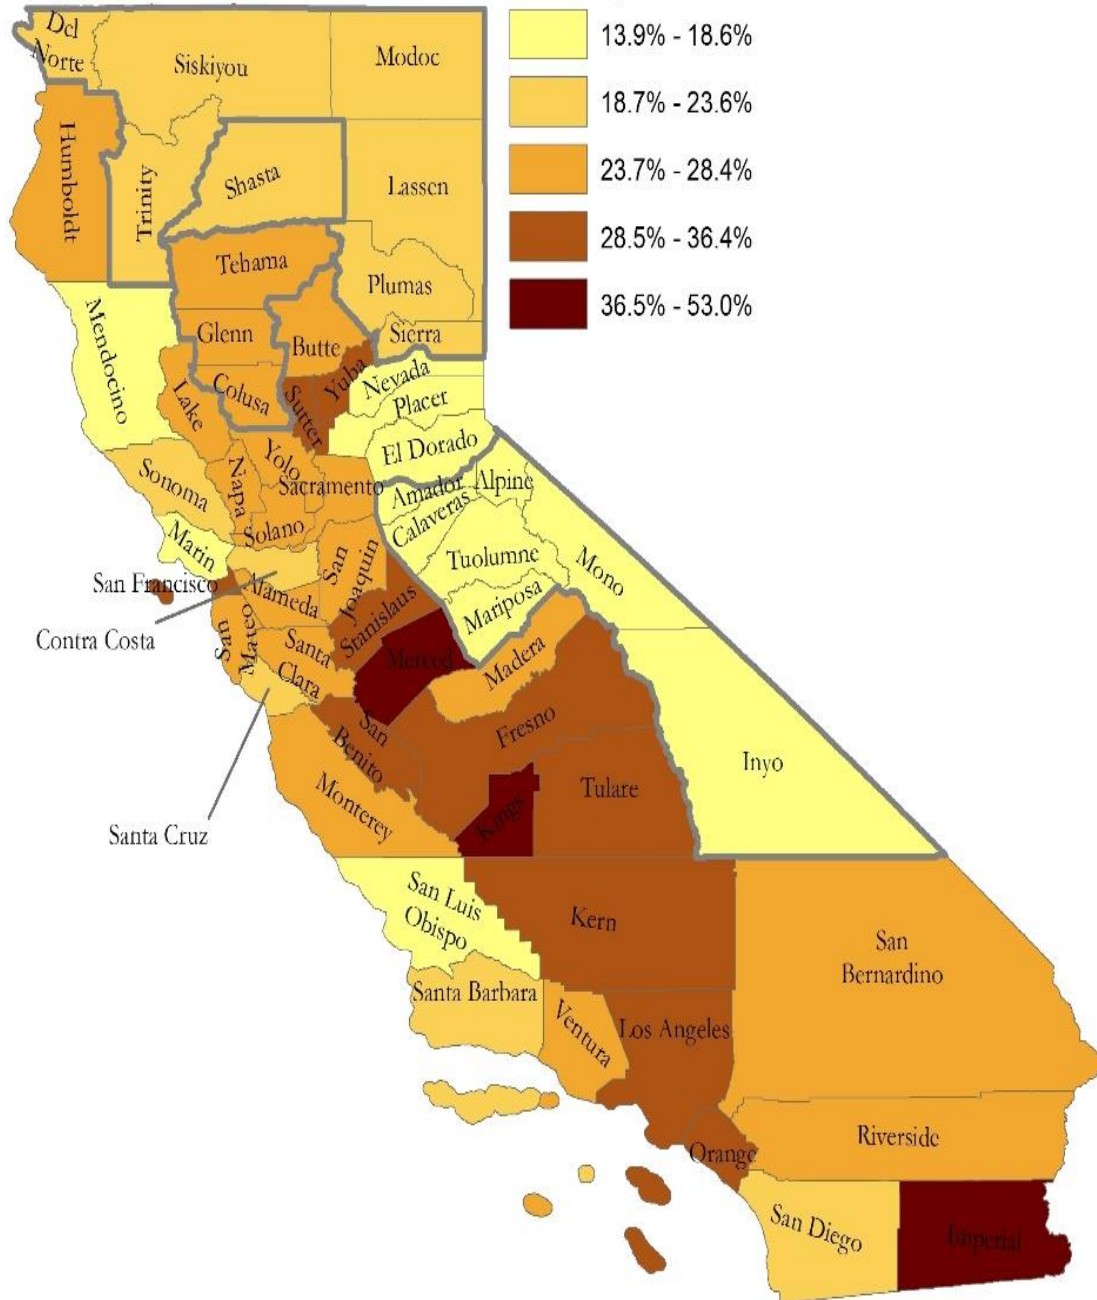 13.9% - 18.6%
18.7% - 23.6%
23.7% - 28.4%
28.5% - 36.4%
36.5% - 53.0%
Del
Norte
Siskiyou
Modoc
Humboldt
Trinity
Shasta
Lassen
Tehama
Plumas
Mendocino
Glenn
Butte
Sierra
Lake
Colusa
Sutter
Yuba
Nevada
Placer
El Dorado
Sonoma
Napa
Yolo
Sacramento
Amador
Alpine
Solano
Calaveras
Marin
San
Joaquin
Tuolumne
Mono
San Francisco
Alameda
Stanislaus
Mariposa
Contra Costa
San
Mateo
Santa
Clara
Merced
Madera
San
Benito
Fresno
Inyo
Monterey
Kings
Tulare
Santa Cruz
San Luis
Obispo
Kern
San
Bernardino
Santa Barbara
Ventura
Los Angeles
Orange
Riverside
San Diego
Imperial